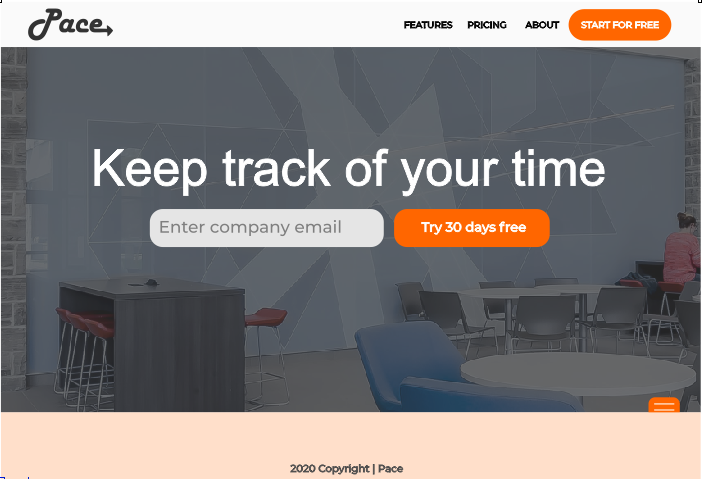 Pace
FEATURES PRICING ABOUT START FOR FREE
Keep track of your time
Enter company email Try 30 days free
2020 Copyright | Pace